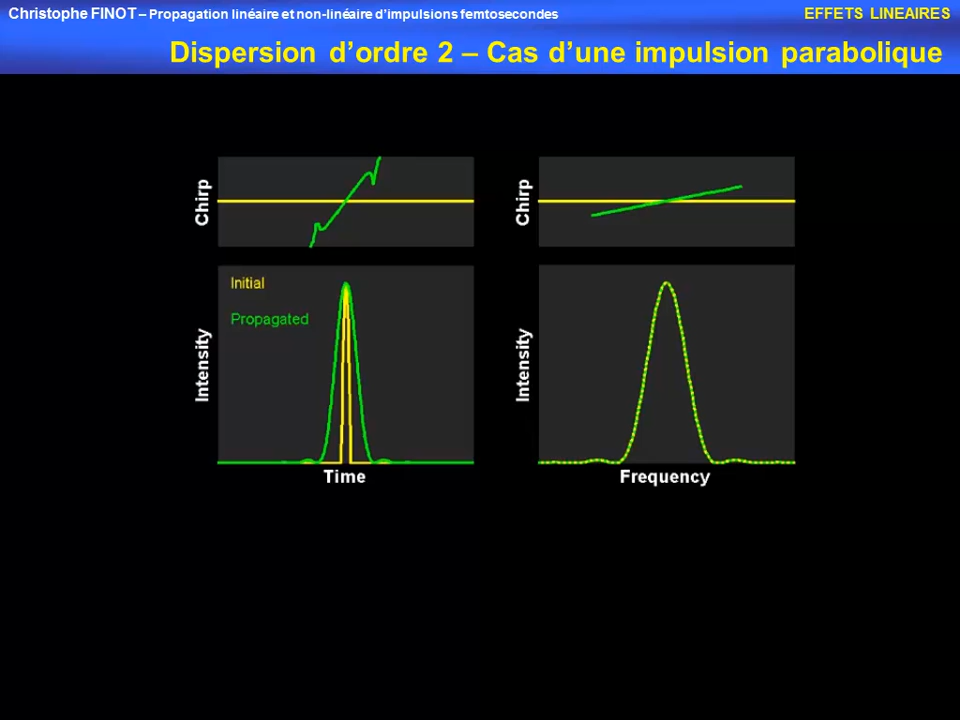 Christophe FINOT – Propagation linéaire et non-linéaire d’impulsions femtosecondes
EFFETS LINEAIRES
Dispersion d’ordre 2 – Cas d’une impulsion parabolique
Chirp
Chirp
Initial
Propagated
Intensity
Intensity
Time
Frequency